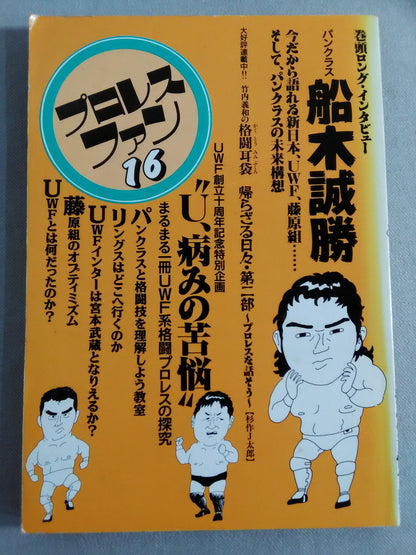 巻頭ロング・インタビュー
パンクラス
船木誠勝
今だから語れる新日本、UWF、藤原組……
そして、パンクラスの未来構想
大好評連載中!!
竹内義和の格闘耳袋
かくとうみみぶくろ
帰らざる日々・第二部～プロレスを話そう～【杉作J太郎】
UWF創立十周年記念特別企画
“U、病みの苦悩”
まるまる一冊UWF系格闘プロレスの探究
パンクラスと格闘技を理解しよう教室
リングスはどこへ行くのか
UWFインターは宮本武蔵となりえるか?
藤原組のオプティミズム
UWFとは何だったのか?
プロレス
ファン
16